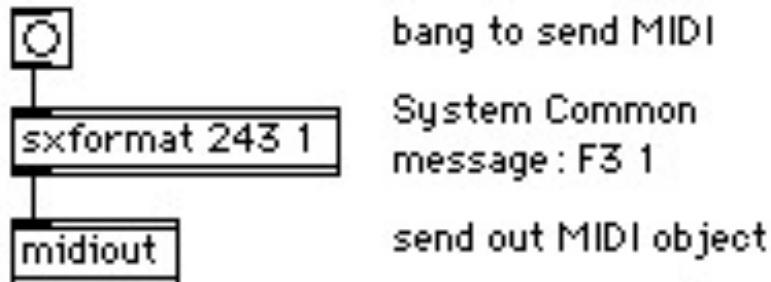 bang to send MIDI
sxformat 243 1
System Common
message: F3 1
midiout
send out MIDI object